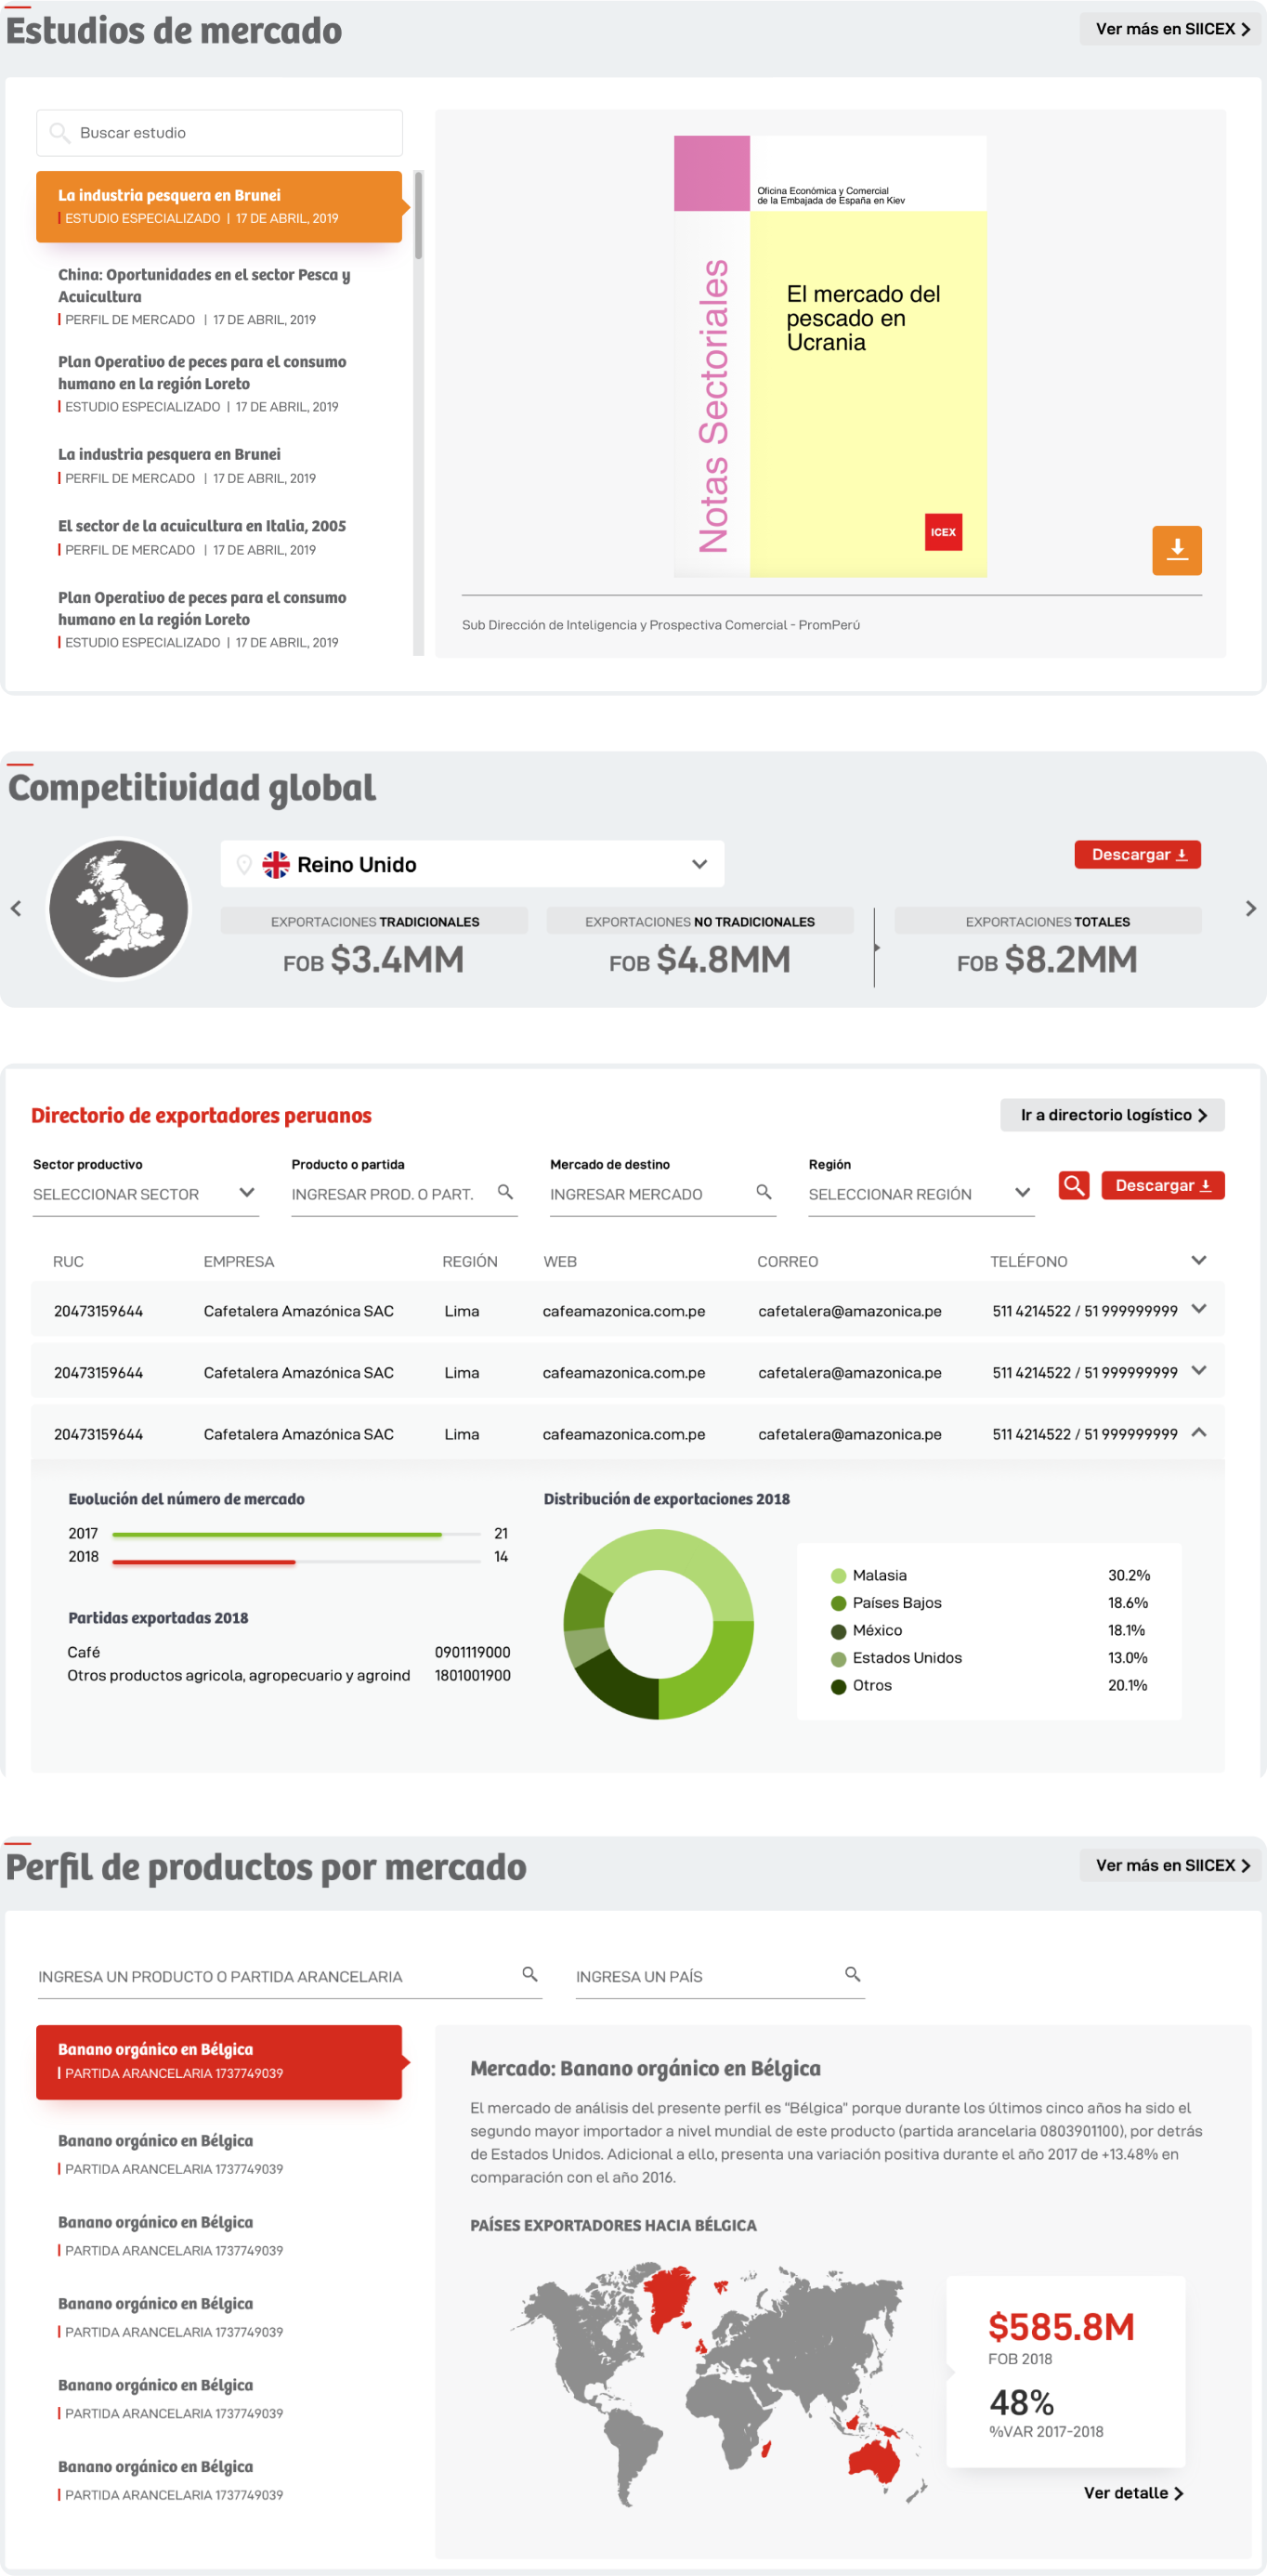 Estudios de mercado
Ver más en SIICEX
Buscar estudio
La industria pesquera en Brunei
ESTUDIO ESPECIALIZADO | 17 DE ABRIL, 2019
China: Oportunidades en el sector Pesca y
Acuicultura
PERFIL DE MERCADO | 17 DE ABRIL, 2019
Plan Operativo de peces para el consumo
humano en la región Loreto
ESTUDIO ESPECIALIZADO | 17 DE ABRIL, 2019
La industria pesquera en Brunei
PERFIL DE MERCADO | 17 DE ABRIL, 2019
El sector de la acuicultura en Italia, 2005
PERFIL DE MERCADO | 17 DE ABRIL, 2019
Plan Operativo de peces para el consumo
humano en la región Loreto
ESTUDIO ESPECIALIZADO | 17 DE ABRIL, 2019
Oficina Económica y Comercial
de la Embajada de España en Kiev
Notas Sectoriales
El mercado del
pescado en
Ucrania
ICEX
Sub Dirección de Inteligencia y Prospectiva Comercial - PromPerú
Competitividad global
Reino Unido
Descargar
EXPORTACIONES TRADICIONALES
FOB $3.4MM
EXPORTACIONES NO TRADICIONALES
FOB $4.8MM
EXPORTACIONES TOTALES
FOB $8.2MM
Directorio de exportadores peruanos
Ir a directorio logístico
Sector productivo
SELECCIONAR SECTOR
Producto o partida
INGRESAR PROD. O PART.
Mercado de destino
INGRESAR MERCADO
Región
SELECCIONAR REGIÓN
Descargar
RUC EMPRESA REGIÓN WEB CORREO TELÉFONO
20473159644 Cafetalera Amazónica SAC Lima cafeamazonica.com.pe cafetalera@amazonica.pe 511 4214522 / 51 999999999
20473159644 Cafetalera Amazónica SAC Lima cafeamazonica.com.pe cafetalera@amazonica.pe 511 4214522 / 51 999999999
20473159644 Cafetalera Amazónica SAC Lima cafeamazonica.com.pe cafetalera@amazonica.pe 511 4214522 / 51 999999999
Evolución del número de mercado
2017 21
2018 14
Partidas exportadas 2018
Café 0901119000
Otros productos agricola, agropecuario y agroind 1801001900
Distribución de exportaciones 2018
Malasia 30.2%
Países Bajos 18.6%
México 18.1%
Estados Unidos 13.0%
Otros 20.1%
Perfil de productos por mercado
Ver más en SIICEX
INGRESA UN PRODUCTO O PARTIDA ARANCELARIA
INGRESA UN PAÍS
Banano orgánico en Bélgica
PARTIDA ARANCELARIA 1737749039
Banano orgánico en Bélgica
PARTIDA ARANCELARIA 1737749039
Banano orgánico en Bélgica
PARTIDA ARANCELARIA 1737749039
Banano orgánico en Bélgica
PARTIDA ARANCELARIA 1737749039
Banano orgánico en Bélgica
PARTIDA ARANCELARIA 1737749039
Banano orgánico en Bélgica
PARTIDA ARANCELARIA 1737749039
Mercado: Banano orgánico en Bélgica
El mercado de análisis del presente perfil es "Bélgica" porque durante los últimos cinco años ha sido el
segundo mayor importador a nivel mundial de este producto (partida arancelaria 0803901100), por detrás
de Estados Unidos. Adicional a ello, presenta una variación positiva durante el año 2017 de +13.48% en
comparación con el año 2016.
PAÍSES EXPORTADORES HACIA BÉLGICA
$585.8M
FOB 2018
48%
%VAR 2017-2018
Ver detalle